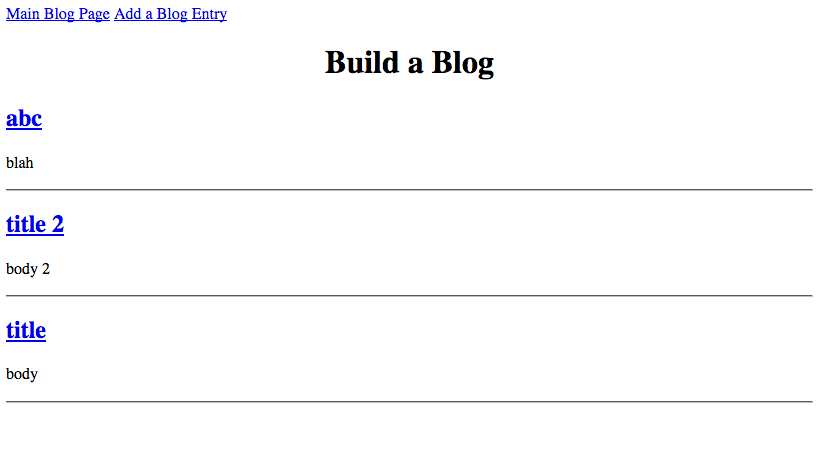 Main Blog Page Add a Blog Entry
Build a Blog
abc
blah
title 2
body 2
title
body